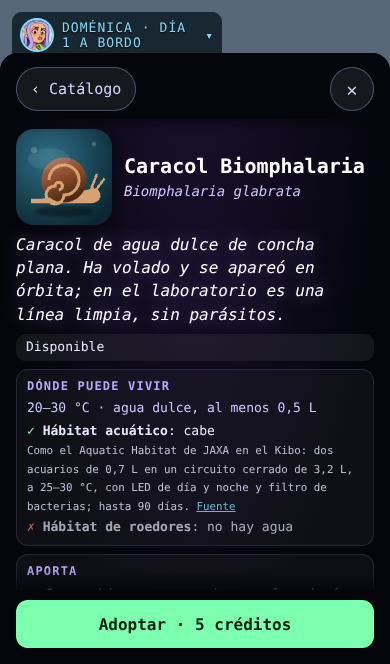 DOMÉNICA · DÍA
1 A BORDO ▾
‹ Catálogo
×
Caracol Biomphalaria
Biomphalaria glabrata
Caracol de agua dulce de concha
plana. Ha volado y se apareó en
órbita; en el laboratorio es una
línea limpia, sin parásitos.
Disponible
DÓNDE PUEDE VIVIR
20–30 °C · agua dulce, al menos 0,5 L
✓ Hábitat acuático: cabe
Como el Aquatic Habitat de JAXA en el Kibo: dos
acuarios de 0,7 L en un circuito cerrado de 3,2 L,
a 25–30 °C, con LED de día y noche y filtro de
bacterias; hasta 90 días. Fuente
✗ Hábitat de roedores: no hay agua
APORTA
Adoptar · 5 créditos